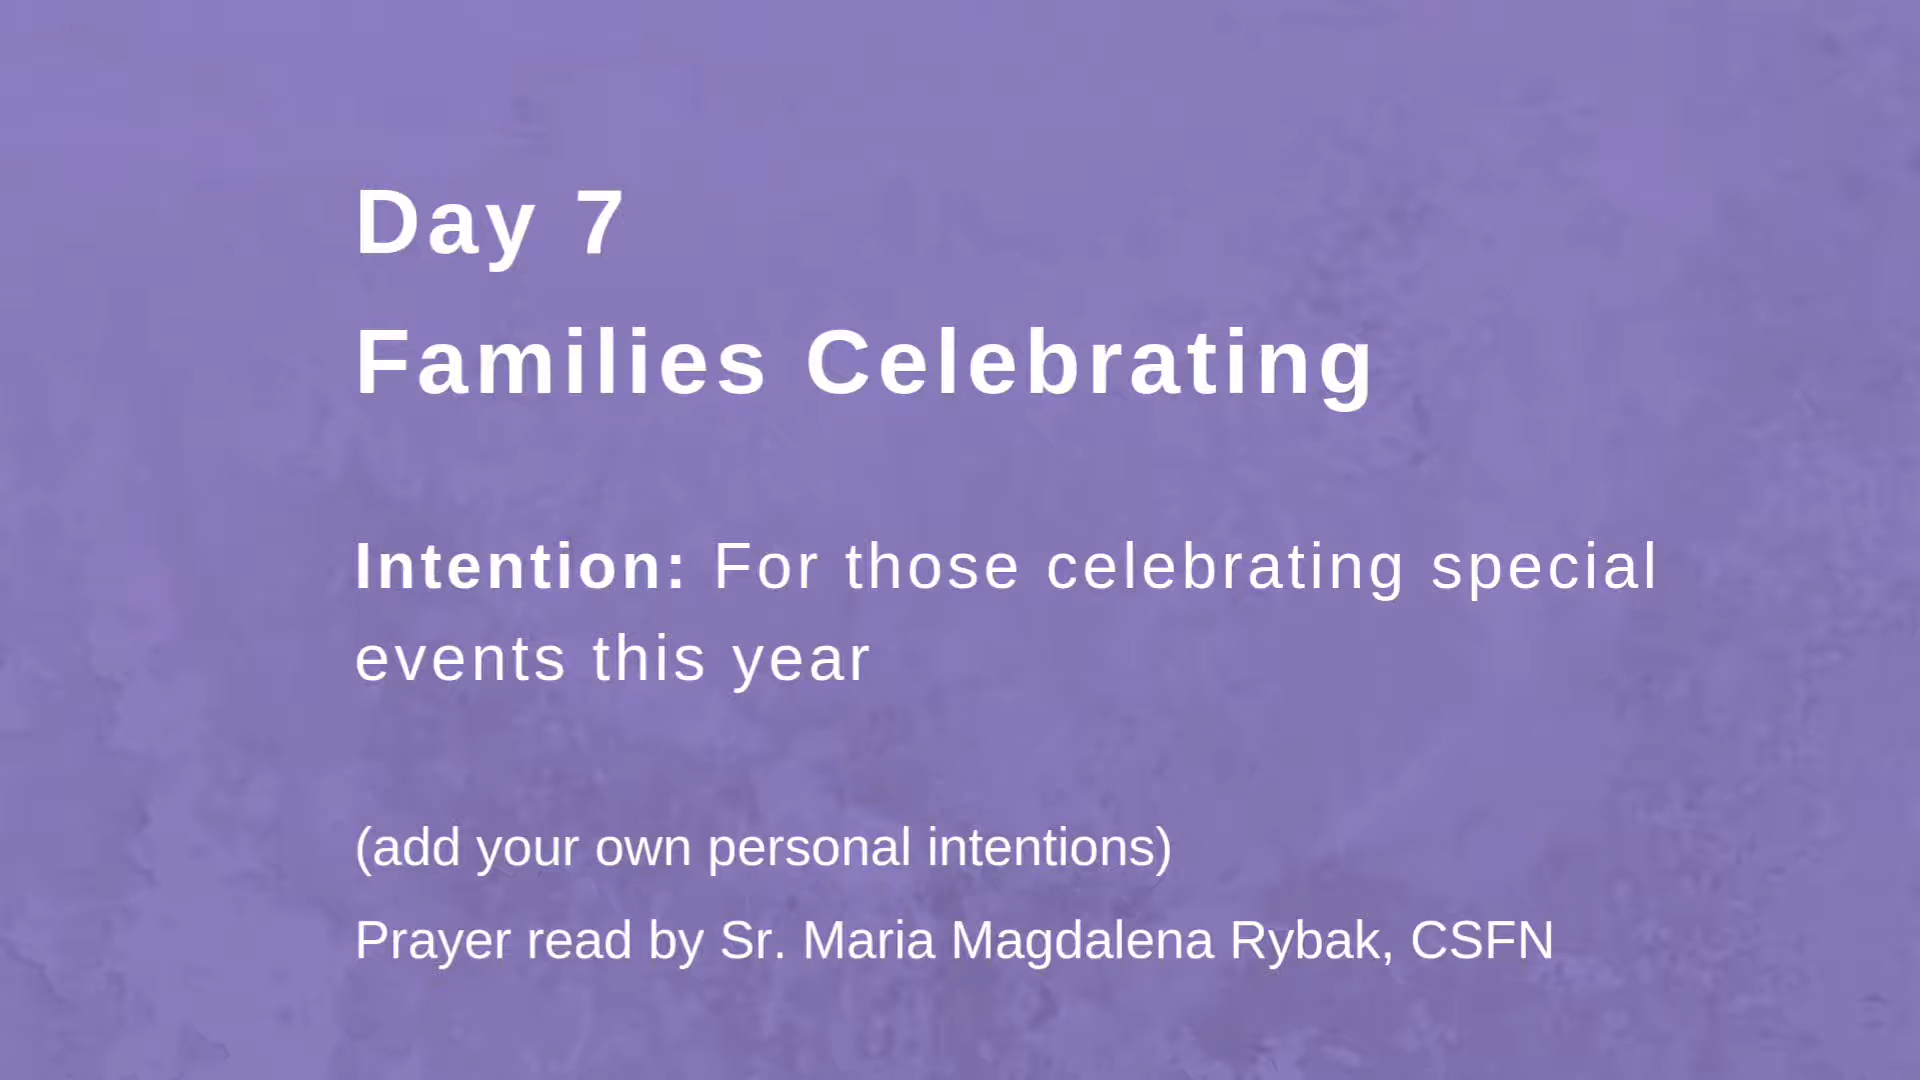 Day 7
Families Celebrating
Intention: For those celebrating special
events this year
(add your own personal intentions)
Prayer read by Sr. Maria Magdalena Rybak, CSFN